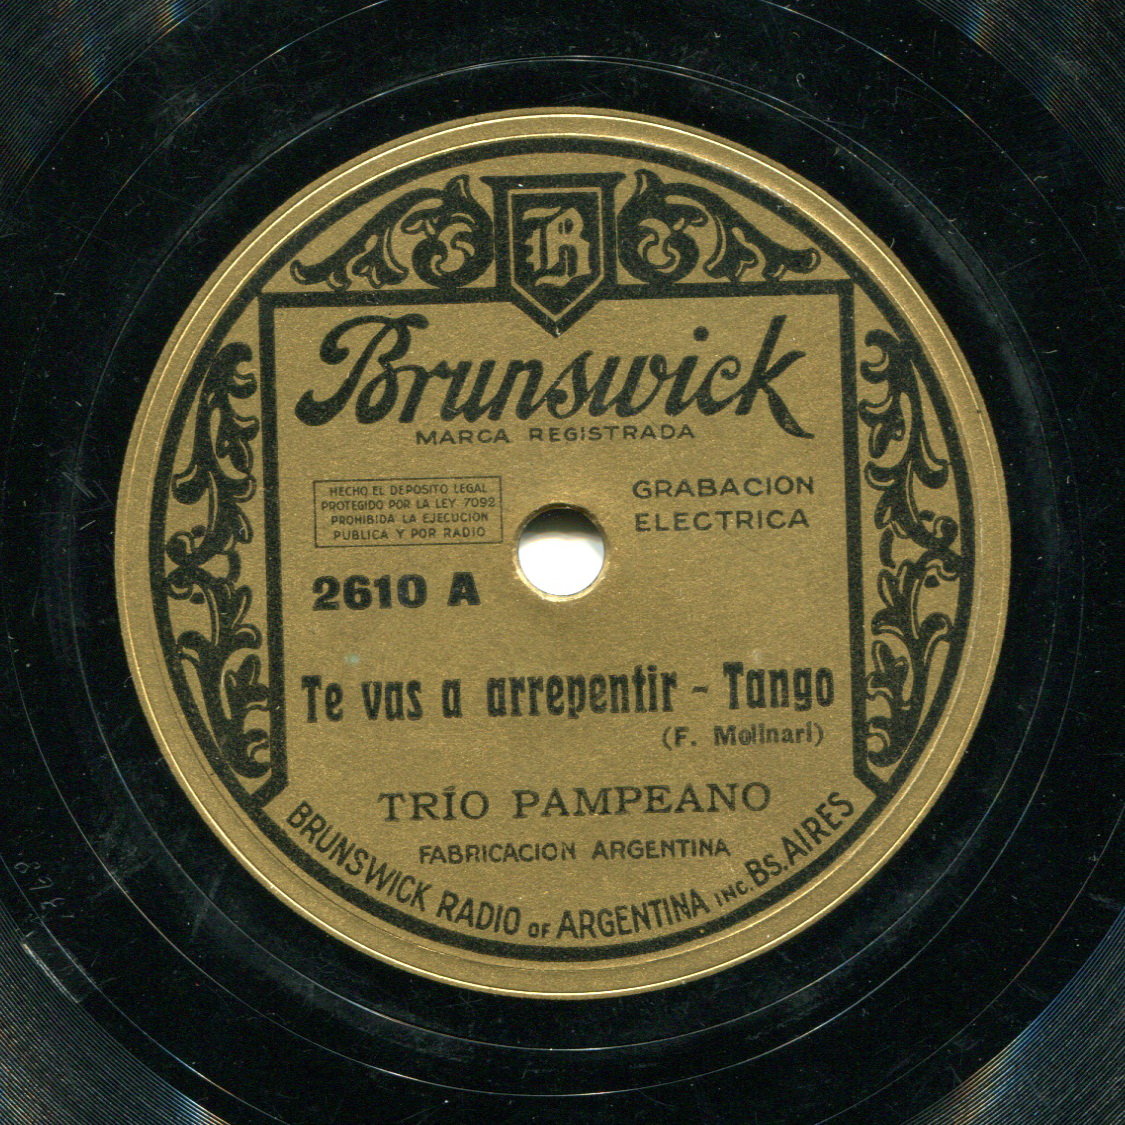 B
Brunswick
MARCA REGISTRADA
HECHO EL DEPOSITO LEGAL
PROTEGIDO POR LA LEY 7092
PROHIBIDA LA EJECUCION
PUBLICA Y POR RADIO
GRABACION
ELECTRICA
2610 A
Te vas a arrepentir - Tango
(F. Molinari)
TRÍO PAMPEANO
FABRICACION ARGENTINA
BRUNSWICK RADIO OF ARGENTINA INC. BS. AIRES